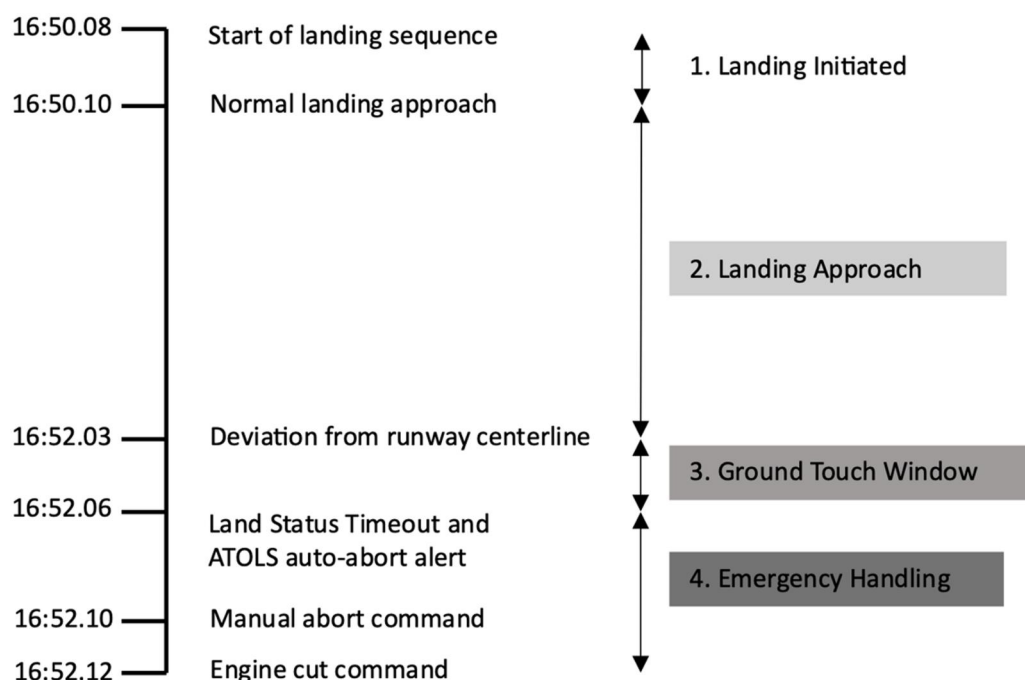 16:50.08 Start of landing sequence
1. Landing Initiated
16:50.10 Normal landing approach
2. Landing Approach
16:52.03 Deviation from runway centerline
3. Ground Touch Window
16:52.06 Land Status Timeout and
ATOLS auto-abort alert
4. Emergency Handling
16:52.10 Manual abort command
16:52.12 Engine cut command